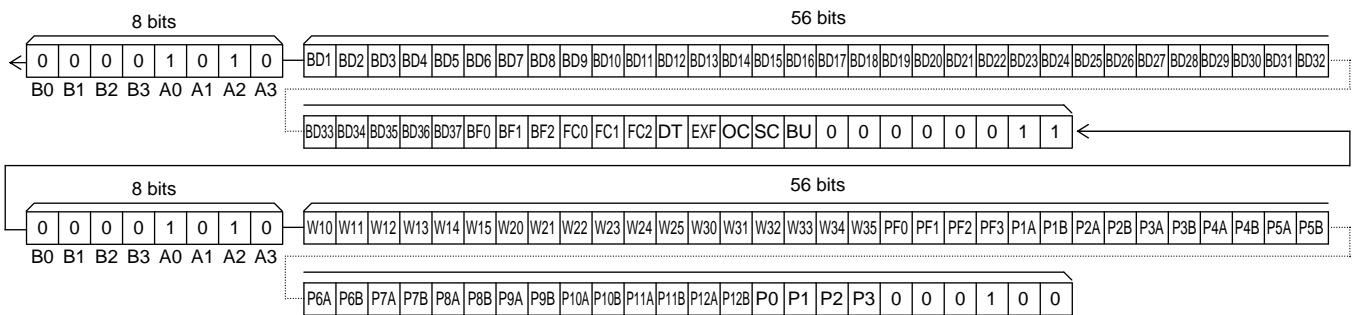 8 bits 56 bits
0 0 0 0 1 0 1 0 BD1 BD2 BD3 BD4 BD5 BD6 BD7 BD8 BD9 BD10 BD11 BD12 BD13 BD14 BD15 BD16 BD17 BD18 BD19 BD20 BD21 BD22 BD23 BD24 BD25 BD26 BD27 BD28 BD29 BD30 BD31 BD32
B0 B1 B2 B3 A0 A1 A2 A3
BD33 BD34 BD35 BD36 BD37 BF0 BF1 BF2 FC0 FC1 FC2 DT EXF OC SC BU 0 0 0 0 0 0 1 1
8 bits 56 bits
0 0 0 0 1 0 1 0 W10 W11 W12 W13 W14 W15 W20 W21 W22 W23 W24 W25 W30 W31 W32 W33 W34 W35 PF0 PF1 PF2 PF3 P1A P1B P2A P2B P3A P3B P4A P4B P5A P5B
B0 B1 B2 B3 A0 A1 A2 A3
P6A P6B P7A P7B P8A P8B P9A P9B P10A P10B P11A P11B P12A P12B P0 P1 P2 P3 0 0 0 1 0 0